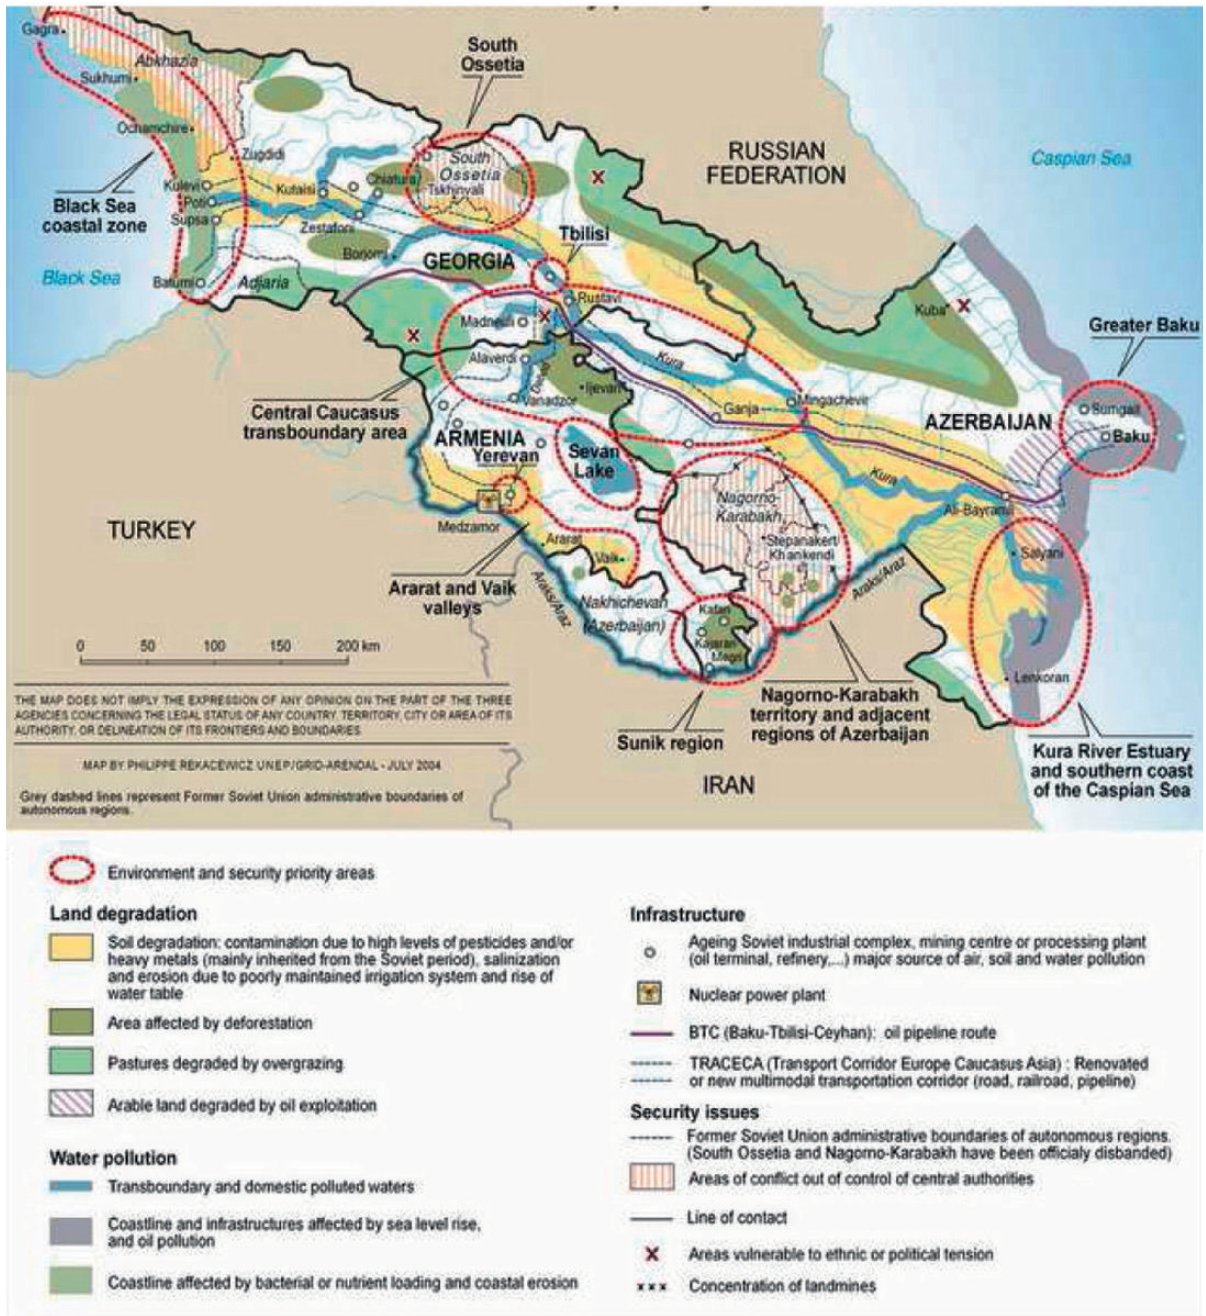 Gagra
Abkhazia
Sukhumi
Ochamchire
Zugdidi
South
Ossetia
South
Ossetia
Tskhinvali
RUSSIAN
FEDERATION
Caspian Sea
Black Sea
coastal zone
Kulevi
Poti
Supsa
Kutaisi
Chiatura
Zestafoni
Borjomi
GEORGIA
Tbilisi
Black Sea
Batumi
Adjaria
Rustavi
Madneuli
Kuba
Greater Baku
Alaverdi
Kura
Debed
Ijevan
Vanadzor
Central Caucasus
transboundary area
Ganja
Mingachevir
AZERBAIJAN
Sumgait
Baku
ARMENIA
Yerevan
Sevan
Lake
Kura
Nagorno-
Karabakh
Ali-Bayramli
TURKEY
Medzamor
Ararat
Vaik
Stepanakert/
Khankendi
Salyani
Ararat and Vaik
valleys
Araks/Araz
Araks/Araz
Nakhichevan
(Azerbaijan)
Kafan
Kajaran
Megri
Lenkoran
0 50 100 150 200 km
THE MAP DOES NOT IMPLY THE EXPRESSION OF ANY OPINION ON THE PART OF THE THREE
AGENCIES CONCERNING THE LEGAL STATUS OF ANY COUNTRY, TERRITORY, CITY OR AREA OF ITS
AUTHORITY, OR DELINEATION OF ITS FRONTIERS AND BOUNDARIES
Nagorno-Karabakh
territory and adjacent
regions of Azerbaijan
Sunik region
Kura River Estuary
and southern coast
of the Caspian Sea
MAP BY PHILIPPE REKACEWICZ UNEP/GRID-ARENDAL - JULY 2004
IRAN
Grey dashed lines represent Former Soviet Union administrative boundaries of
autonomous regions.
Environment and security priority areas
Land degradation
Soil degradation: contamination due to high levels of pesticides and/or
heavy metals (mainly inherited from the Soviet period), salinization
and erosion due to poorly maintained irrigation system and rise of
water table
Area affected by deforestation
Pastures degraded by overgrazing
Arable land degraded by oil exploitation
Water pollution
Transboundary and domestic polluted waters
Coastline and infrastructures affected by sea level rise,
and oil pollution
Coastline affected by bacterial or nutrient loading and coastal erosion
Infrastructure
Ageing Soviet industrial complex, mining centre or processing plant
(oil terminal, refinery,...) major source of air, soil and water pollution
Nuclear power plant
BTC (Baku-Tbilisi-Ceyhan): oil pipeline route
TRACECA (Transport Corridor Europe Caucasus Asia) : Renovated
or new multimodal transportation corridor (road, railroad, pipeline)
Security issues
Former Soviet Union administrative boundaries of autonomous regions.
(South Ossetia and Nagorno-Karabakh have been officialy disbanded)
Areas of conflict out of control of central authorities
Line of contact
Areas vulnerable to ethnic or political tension
Concentration of landmines